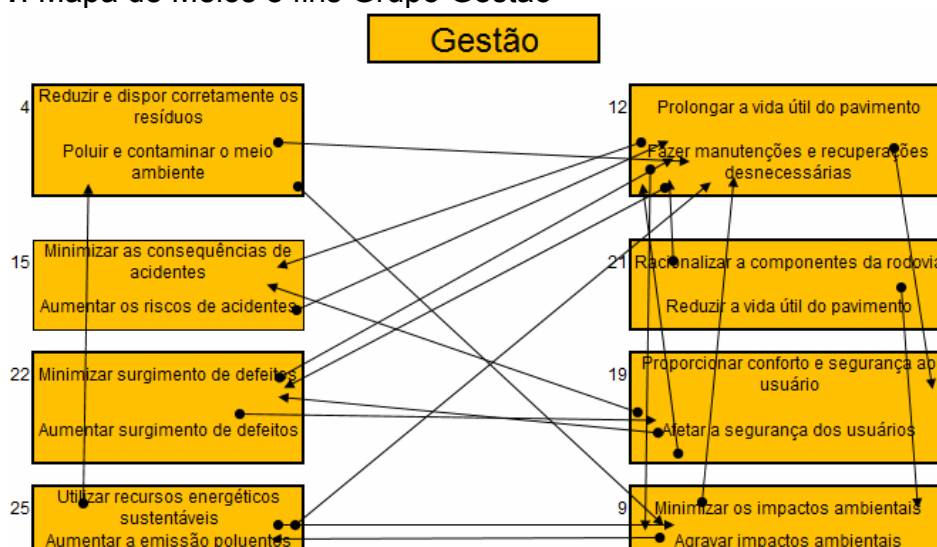 Mapa de Meios e fins Grupo Gestão
Gestão
4
Reduzir e dispor corretamente os
resíduos
Poluir e contaminar o meio
ambiente
12
Prolongar a vida útil do pavimento
Fazer manutenções e recuperações
desnecessárias
15
Minimizar as consequências de
acidentes
Aumentar os riscos de acidentes
21
Racionalizar a componentes da rodovia
Reduzir a vida útil do pavimento
22
Minimizar surgimento de defeitos
Aumentar surgimento de defeitos
19
Proporcionar conforto e segurança ao
usuário
Afetar a segurança dos usuários
25
Utilizar recursos energéticos
sustentáveis
Aumentar a emissão poluentes
9
Minimizar os impactos ambientais
Agravar impactos ambientais